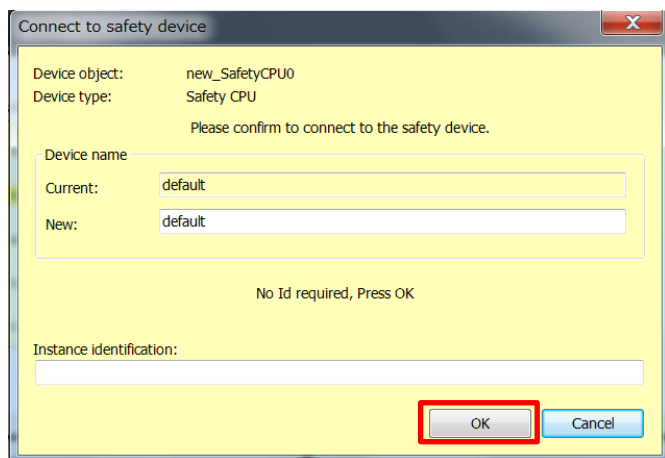 Connect to safety device
Device object: new_SafetyCPU0
Device type: Safety CPU
Please confirm to connect to the safety device.
Device name
Current: default
New: default
No Id required, Press OK
Instance identification:
OK Cancel